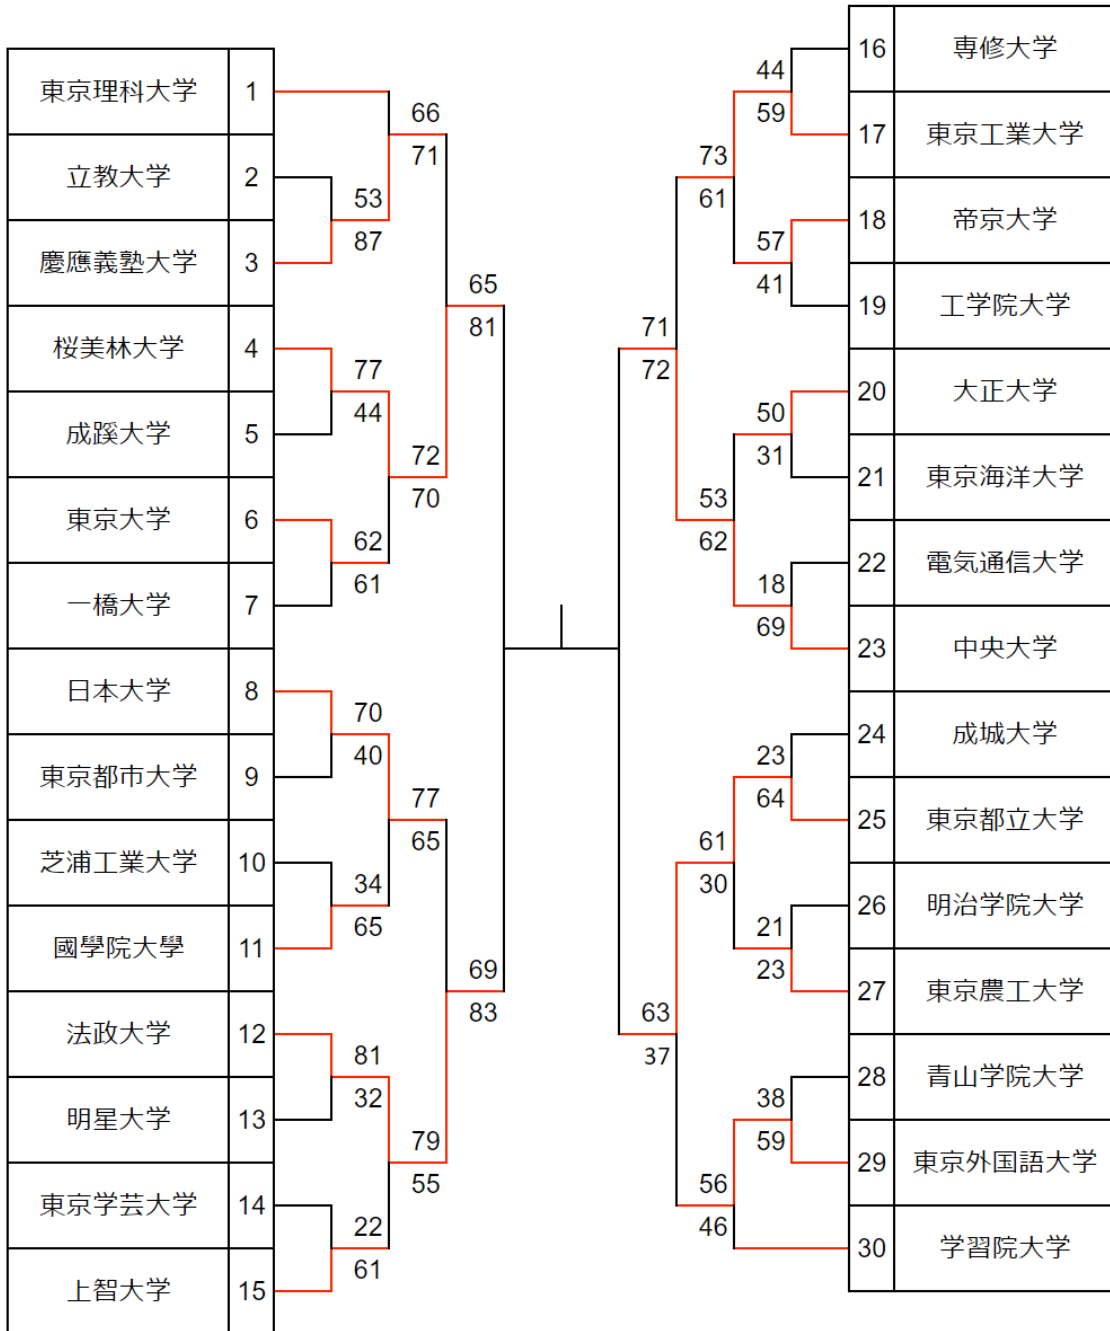 東京理科大学 1
立教大学 2
慶應義塾大学 3
桜美林大学 4
成蹊大学 5
東京大学 6
一橋大学 7
日本大学 8
東京都市大学 9
芝浦工業大学 10
國學院大學 11
法政大学 12
明星大学 13
東京学芸大学 14
上智大学 15
53
87
77
44
62
61
70
40
34
65
81
32
22
61
66
71
72
70
77
65
79
55
65
81
69
83
71
72
63
37
73
61
53
62
61
30
56
46
44
59
57
41
50
31
18
69
23
64
21
23
38
59
16 専修大学
17 東京工業大学
18 帝京大学
19 工学院大学
20 大正大学
21 東京海洋大学
22 電気通信大学
23 中央大学
24 成城大学
25 東京都立大学
26 明治学院大学
27 東京農工大学
28 青山学院大学
29 東京外国語大学
30 学習院大学